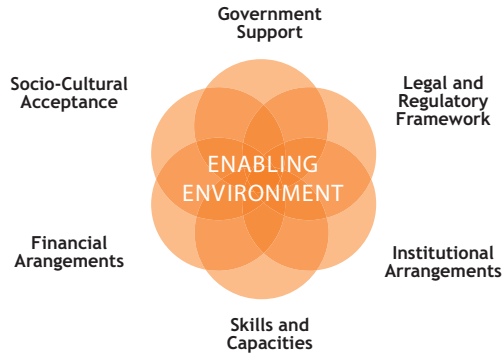 Government
Support
Socio-Cultural
Acceptance
Legal and
Regulatory
Framework
ENABLING
ENVIRONMENT
Financial
Arangements
Institutional
Arrangements
Skills and
Capacities